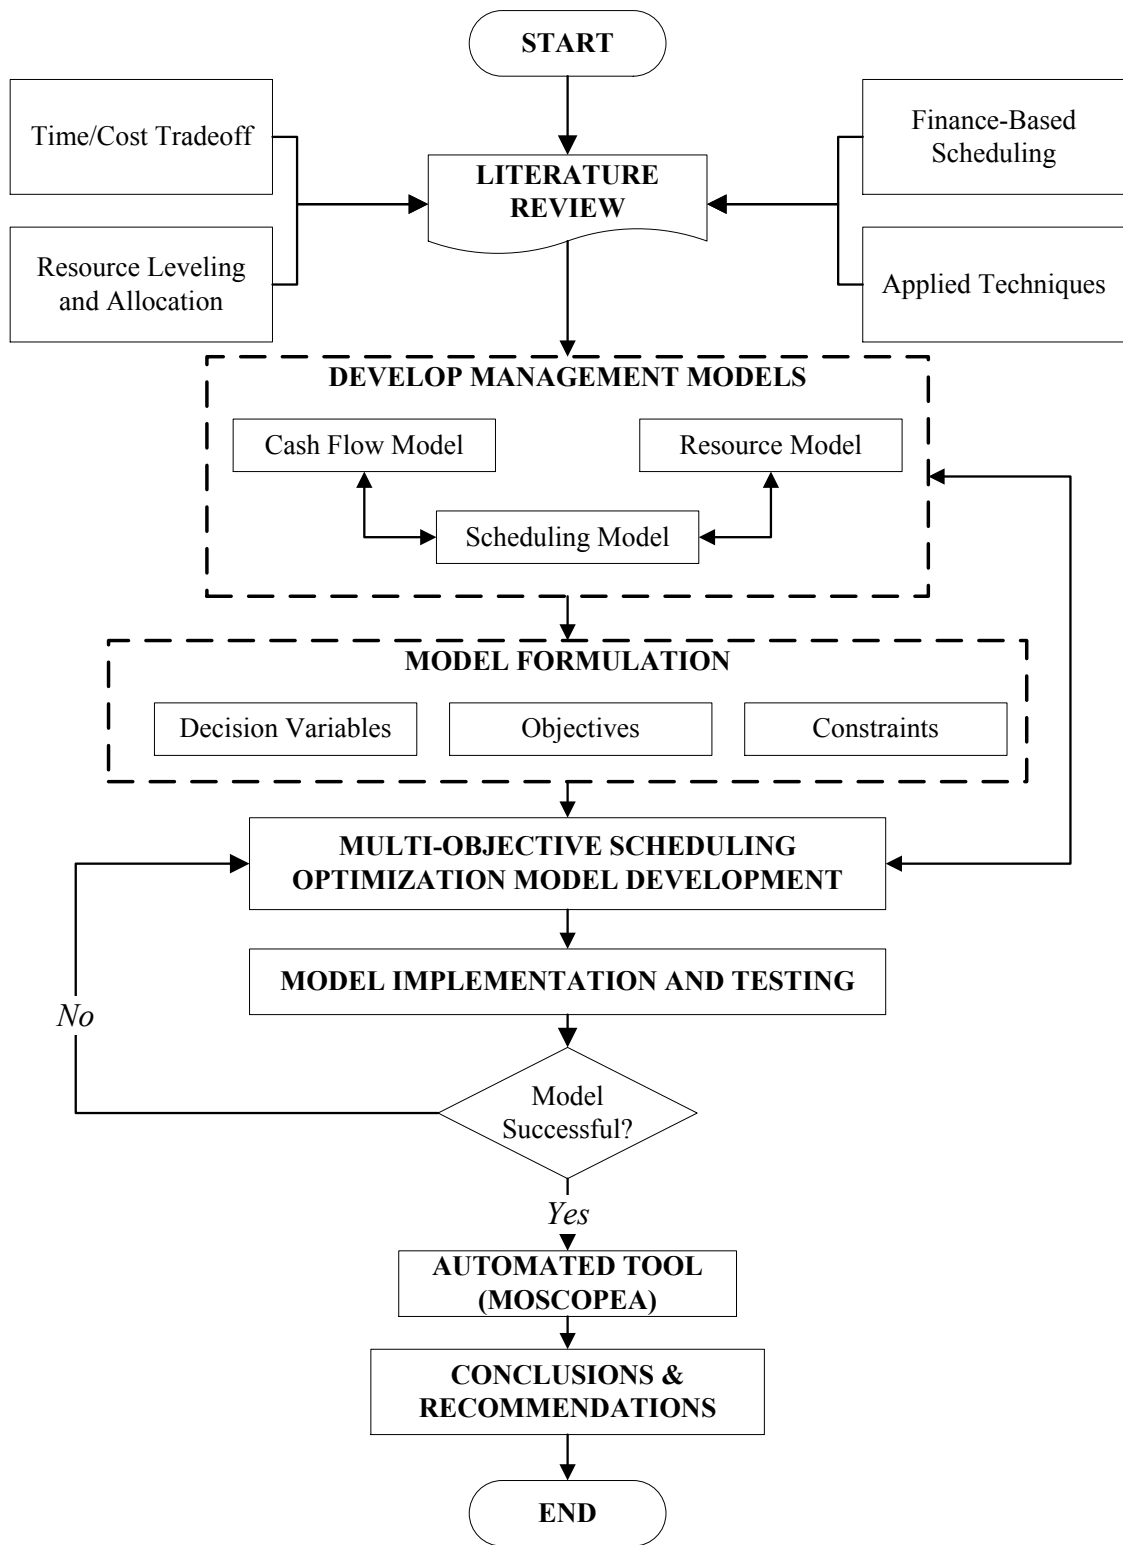 START
Time/Cost Tradeoff
Finance-Based
Scheduling
LITERATURE
REVIEW
Resource Leveling
and Allocation
Applied Techniques
DEVELOP MANAGEMENT MODELS
Cash Flow Model
Resource Model
Scheduling Model
MODEL FORMULATION
Decision Variables
Objectives
Constraints
MULTI-OBJECTIVE SCHEDULING
OPTIMIZATION MODEL DEVELOPMENT
MODEL IMPLEMENTATION AND TESTING
No
Model
Successful?
Yes
AUTOMATED TOOL
(MOSCOPEA)
CONCLUSIONS &
RECOMMENDATIONS
END